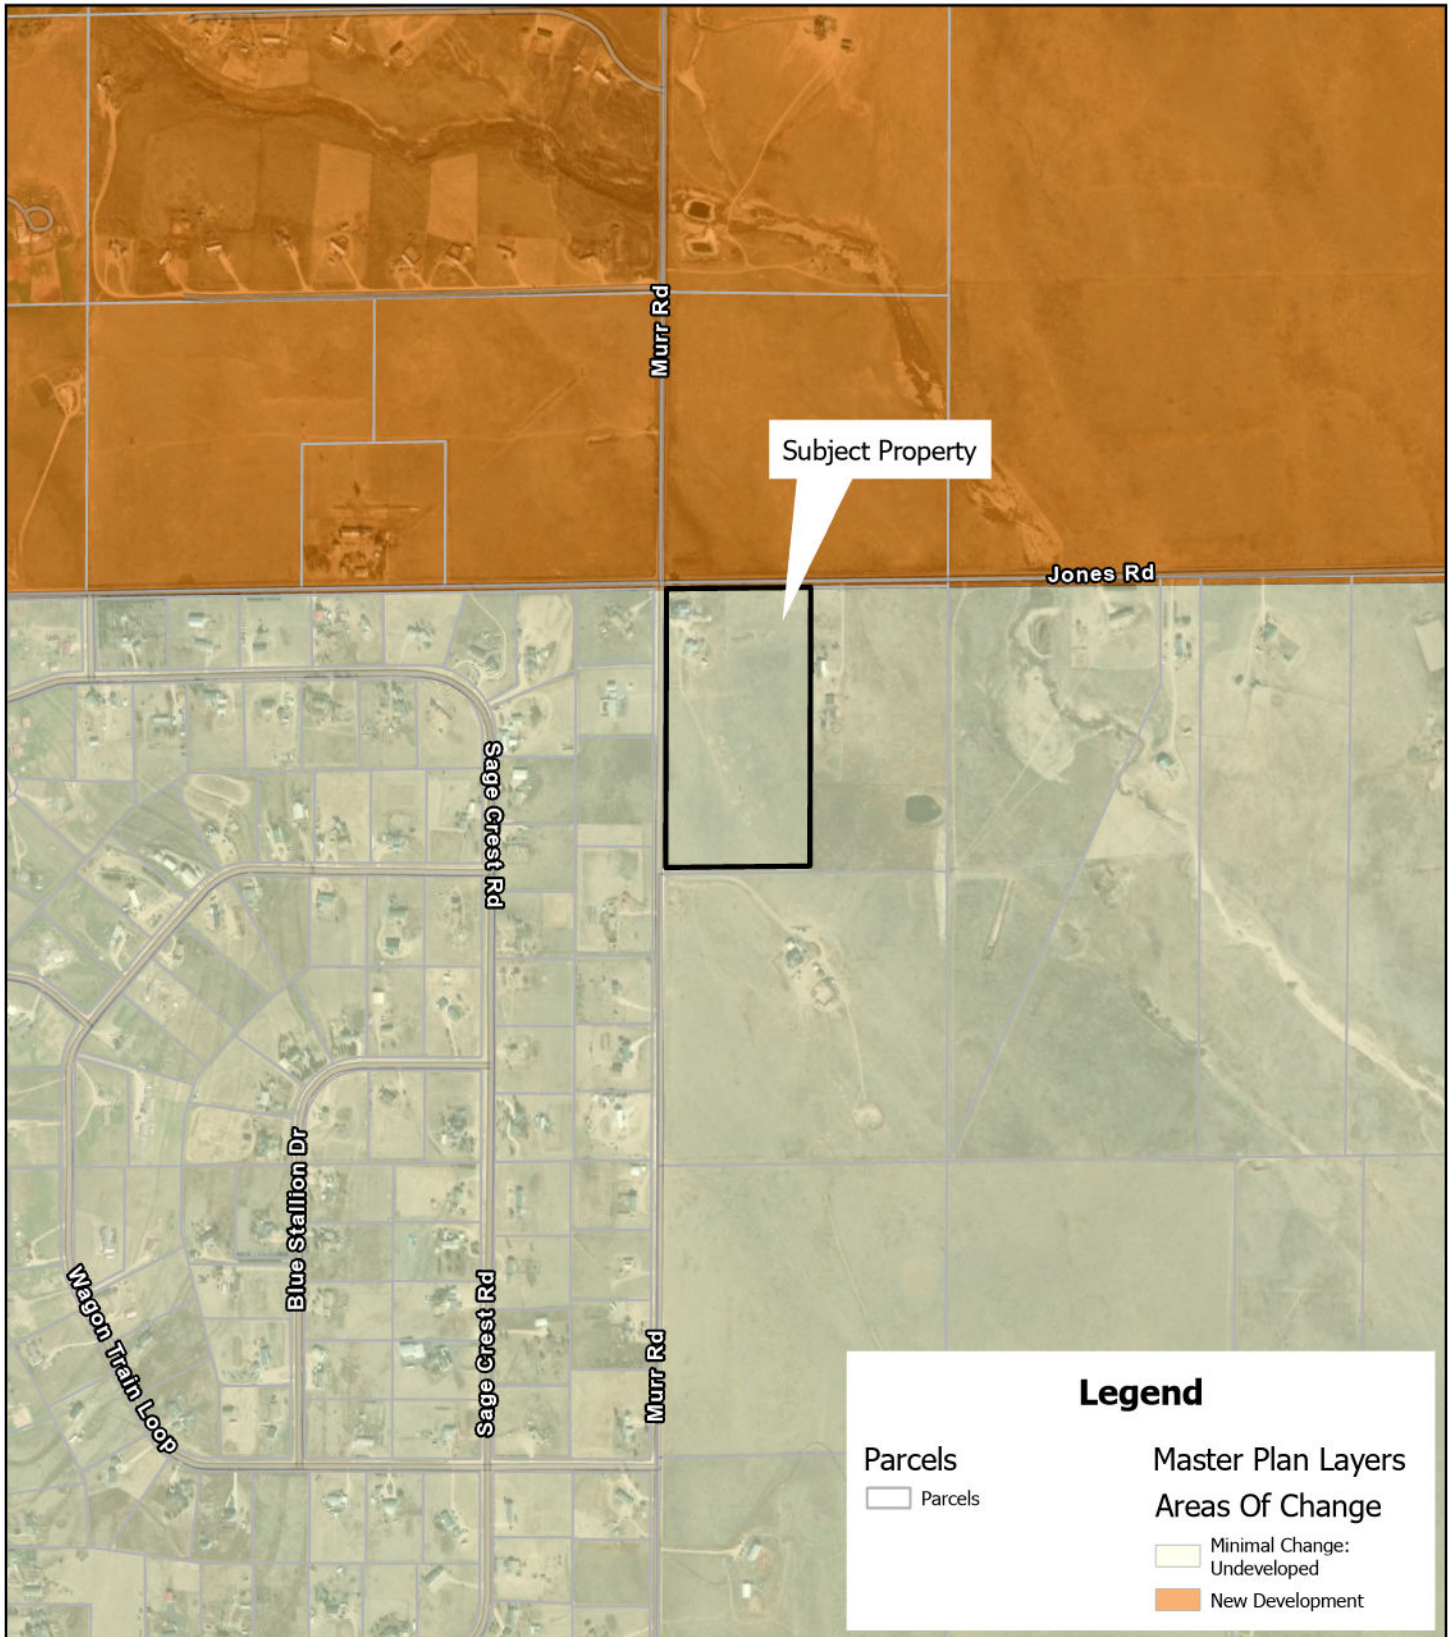 Murr Rd
Subject Property
Jones Rd
Sage Crest Rd
Blue Stallion Dr
Wagon Train Loop
Sage Crest Rd
Murr Rd
Legend
Parcels
Parcels
Master Plan Layers
Areas Of Change
Minimal Change:
Undeveloped
New Development